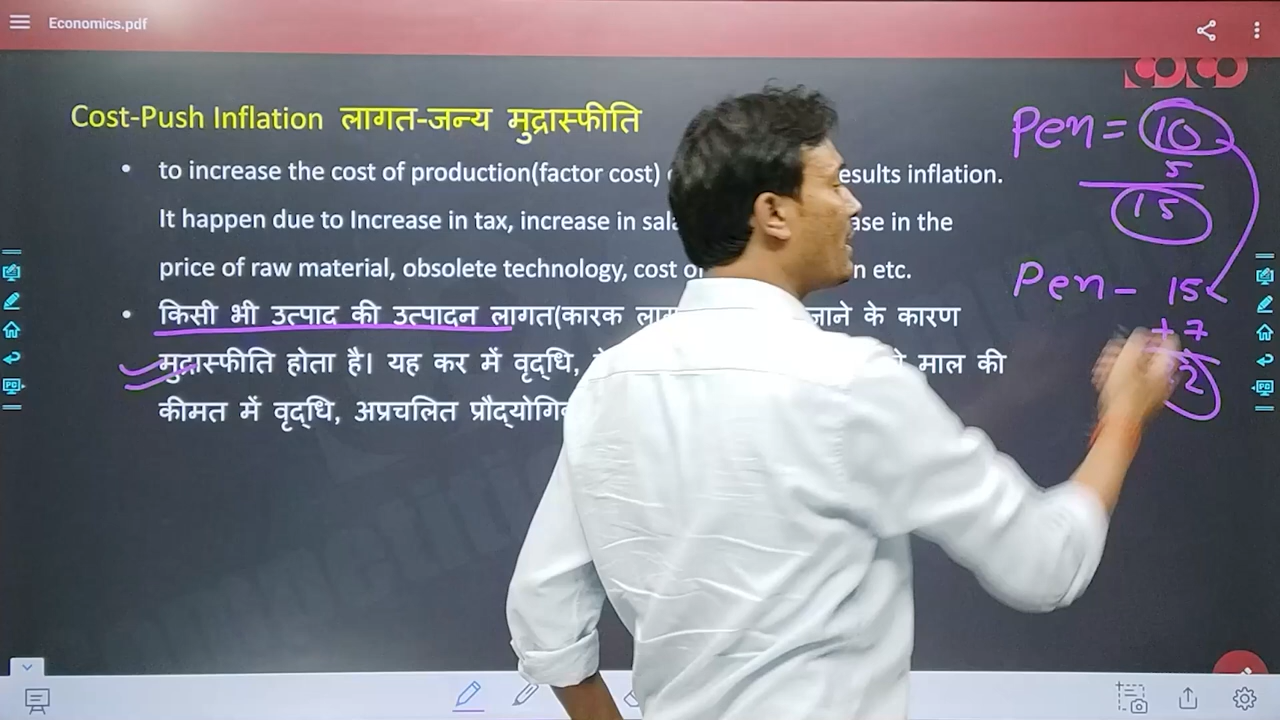 Economics.pdf
Cost-Push Inflation लागत-जन्य मुद्रास्फीति
• to increase the cost of production(factor cost) results inflation.
It happen due to Increase in tax, increase in in the
price of raw material, obsolete technology, cost etc.
• किसी भी उत्पाद की उत्पादन लागत(कारक जाने के कारण
मुद्रास्फीति होता है। यह कर में वृद्धि, माल की
कीमत में वृद्धि, अप्रचलित
Pen = 10
5
15
Pen - 15
+ 7